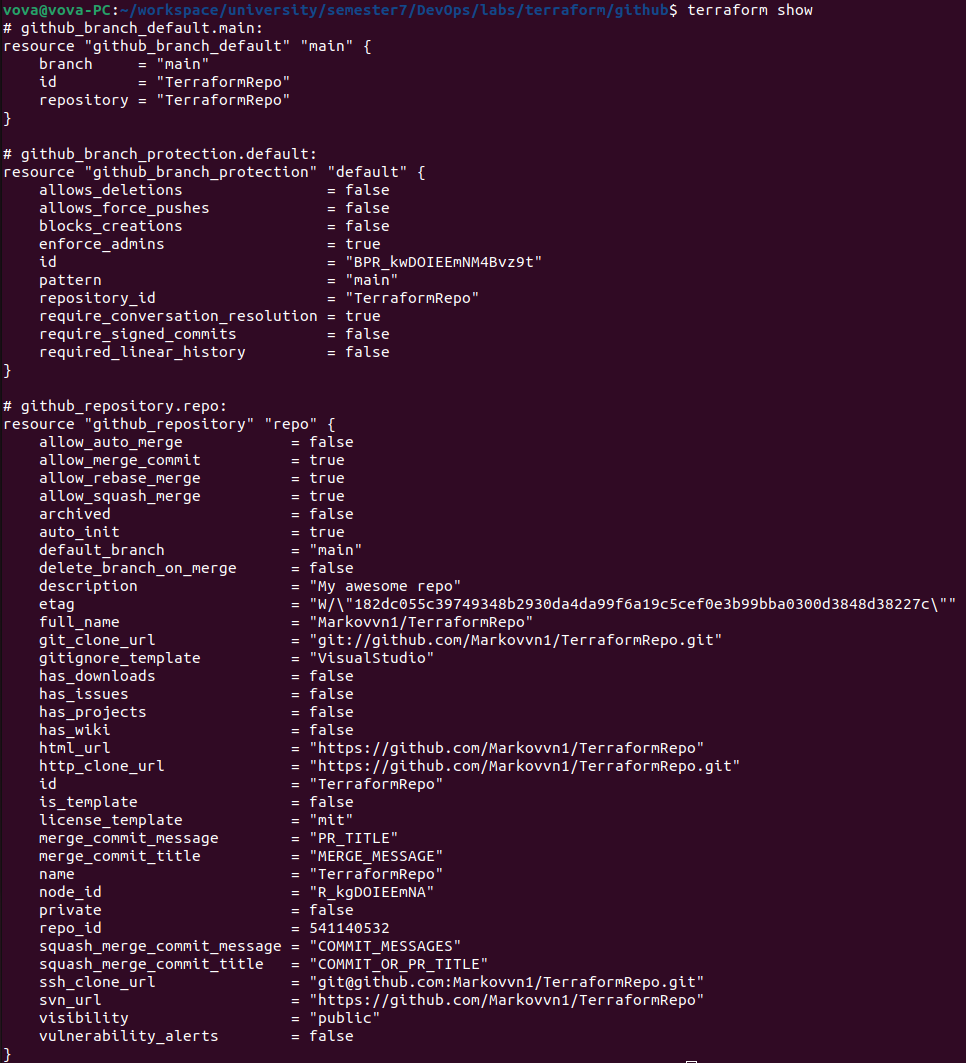 vova@vova-PC:~/workspace/university/semester7/DevOps/labs/terraform/github$ terraform show
# github_branch_default.main:
resource "github_branch_default" "main" {
    branch     = "main"
    id         = "TerraformRepo"
    repository = "TerraformRepo"
}

# github_branch_protection.default:
resource "github_branch_protection" "default" {
    allows_deletions                = false
    allows_force_pushes             = false
    blocks_creations                = false
    enforce_admins                  = true
    id                              = "BPR_kwDOIEEmNM4Bvz9t"
    pattern                         = "main"
    repository_id                   = "TerraformRepo"
    require_conversation_resolution = true
    require_signed_commits          = false
    required_linear_history         = false
}

# github_repository.repo:
resource "github_repository" "repo" {
    allow_auto_merge            = false
    allow_merge_commit          = true
    allow_rebase_merge          = true
    allow_squash_merge          = true
    archived                    = false
    auto_init                   = true
    default_branch              = "main"
    delete_branch_on_merge      = false
    description                 = "My awesome repo"
    etag                        = "W/\"182dc055c39749348b2930da4da99f6a19c5cef0e3b99bba0300d3848d38227c\""
    full_name                   = "Markovvn1/TerraformRepo"
    git_clone_url               = "git://github.com/Markovvn1/TerraformRepo.git"
    gitignore_template          = "VisualStudio"
    has_downloads               = false
    has_issues                  = false
    has_projects                = false
    has_wiki                    = false
    html_url                    = "https://github.com/Markovvn1/TerraformRepo"
    http_clone_url              = "https://github.com/Markovvn1/TerraformRepo.git"
    id                          = "TerraformRepo"
    is_template                 = false
    license_template            = "mit"
    merge_commit_message        = "PR_TITLE"
    merge_commit_title          = "MERGE_MESSAGE"
    name                        = "TerraformRepo"
    node_id                     = "R_kgDOIEEmNA"
    private                     = false
    repo_id                     = 541140532
    squash_merge_commit_message = "COMMIT_MESSAGES"
    squash_merge_commit_title   = "COMMIT_OR_PR_TITLE"
    ssh_clone_url               = "git@github.com:Markovvn1/TerraformRepo.git"
    svn_url                     = "https://github.com/Markovvn1/TerraformRepo"
    visibility                  = "public"
    vulnerability_alerts        = false
}